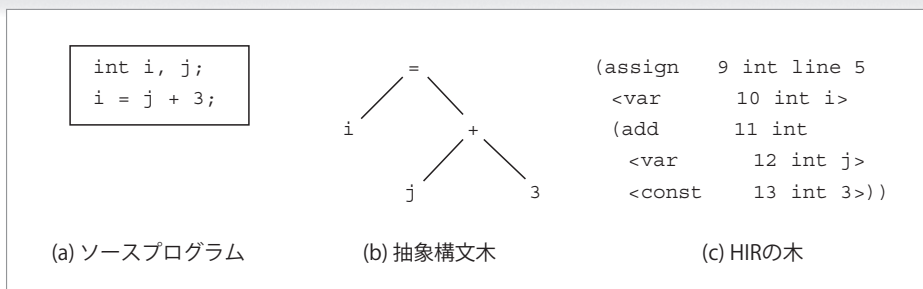 int i, j;
i = j + 3;
(a) ソースプログラム
=
i
+
j
3
(b) 抽象構文木
(assign 9 int line 5
<var 10 int i>
(add 11 int
<var 12 int j>
<const 13 int 3>))
(c) HIRの木